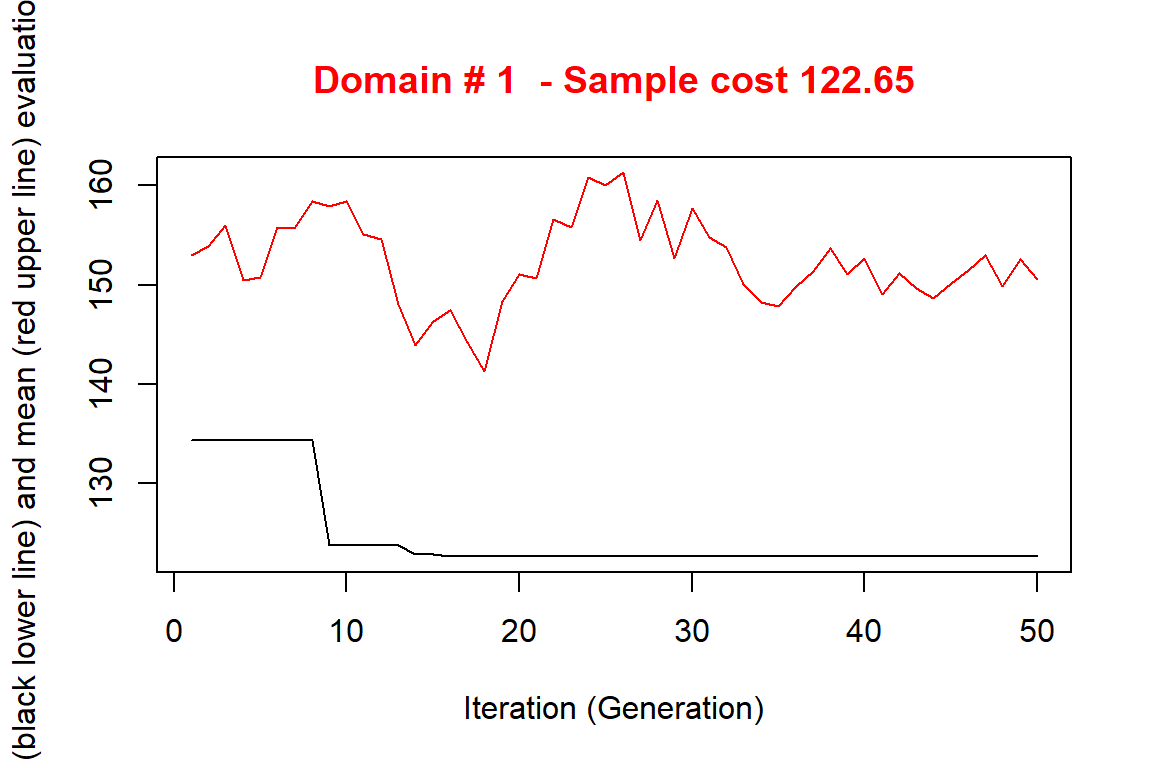 Domain # 1  - Sample cost 122.65
(black lower line) and mean (red upper line) evaluatio
160
150
140
130
0 10 20 30 40 50
Iteration (Generation)